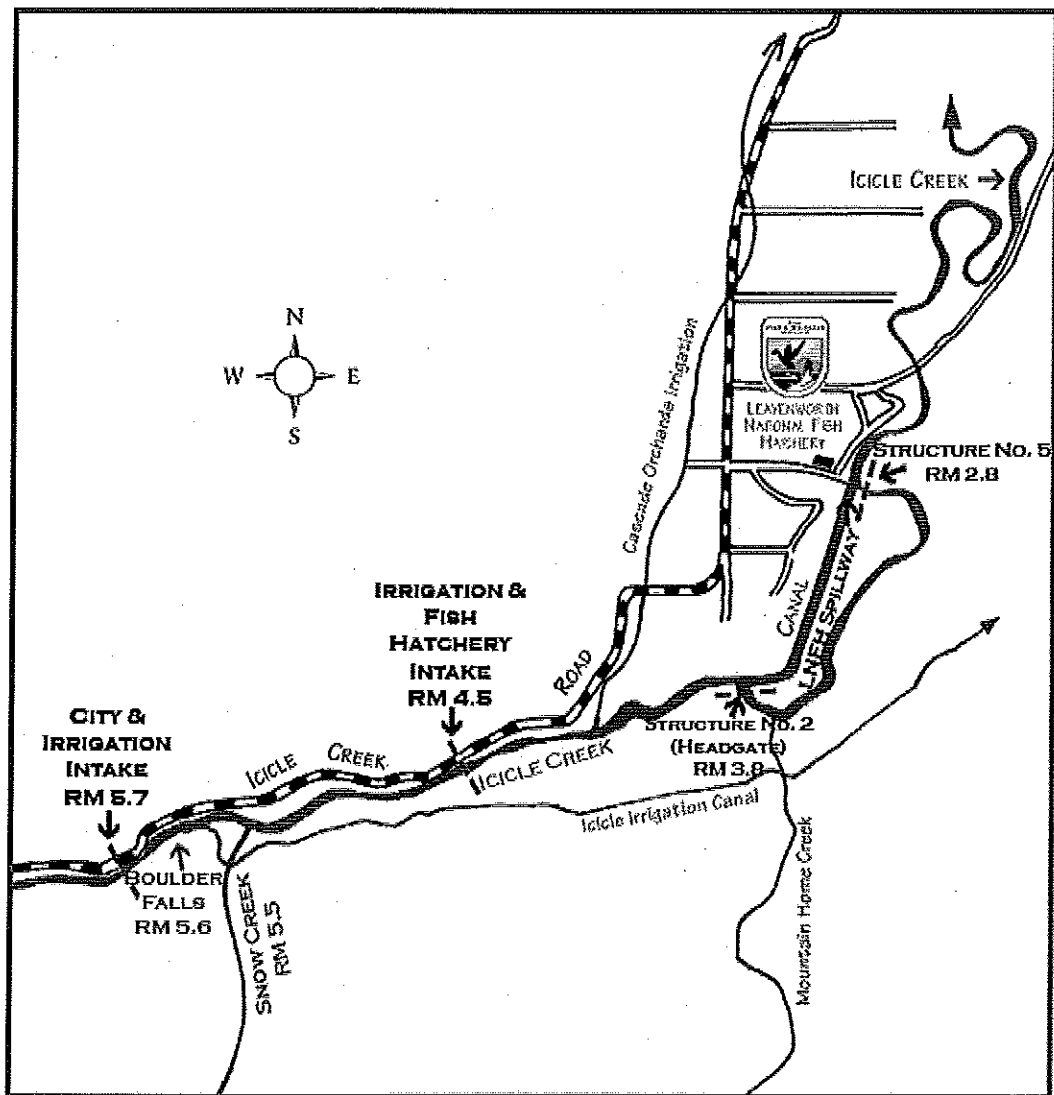 ICICLE CREEK
N
W E
S
Cascade Orchards Irrigation
LEAVENWORTH
NATIONAL FISH
HATCHERY
STRUCTURE NO. 5
RM 2.8
CANAL
LNFH SPILLWAY
IRRIGATION &
FISH
HATCHERY
INTAKE
RM 4.5
ROAD
CITY &
IRRIGATION
INTAKE
RM 5.7
ICICLE CREEK
ICICLE CREEK
STRUCTURE NO. 2
(HEADGATE)
RM 3.8
Icicle Irrigation Canal
BOULDER
FALLS
RM 5.6
SNOW CREEK
RM 5.5
Mountain Home Creek